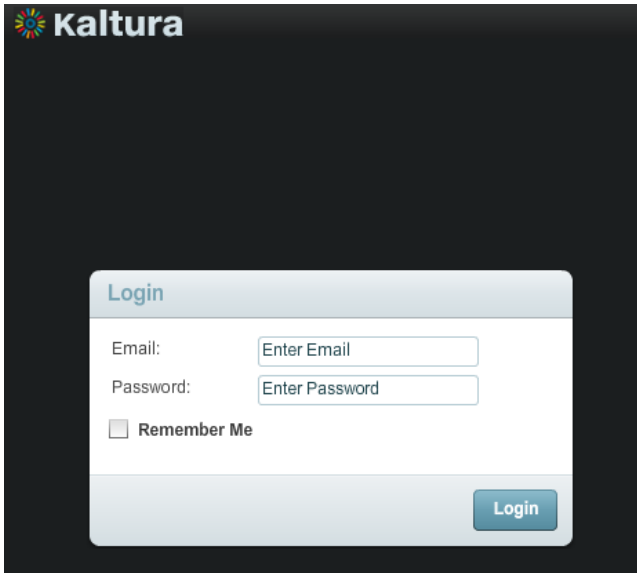 Kaltura
Login
Email: Enter Email
Password: Enter Password
Remember Me
Login